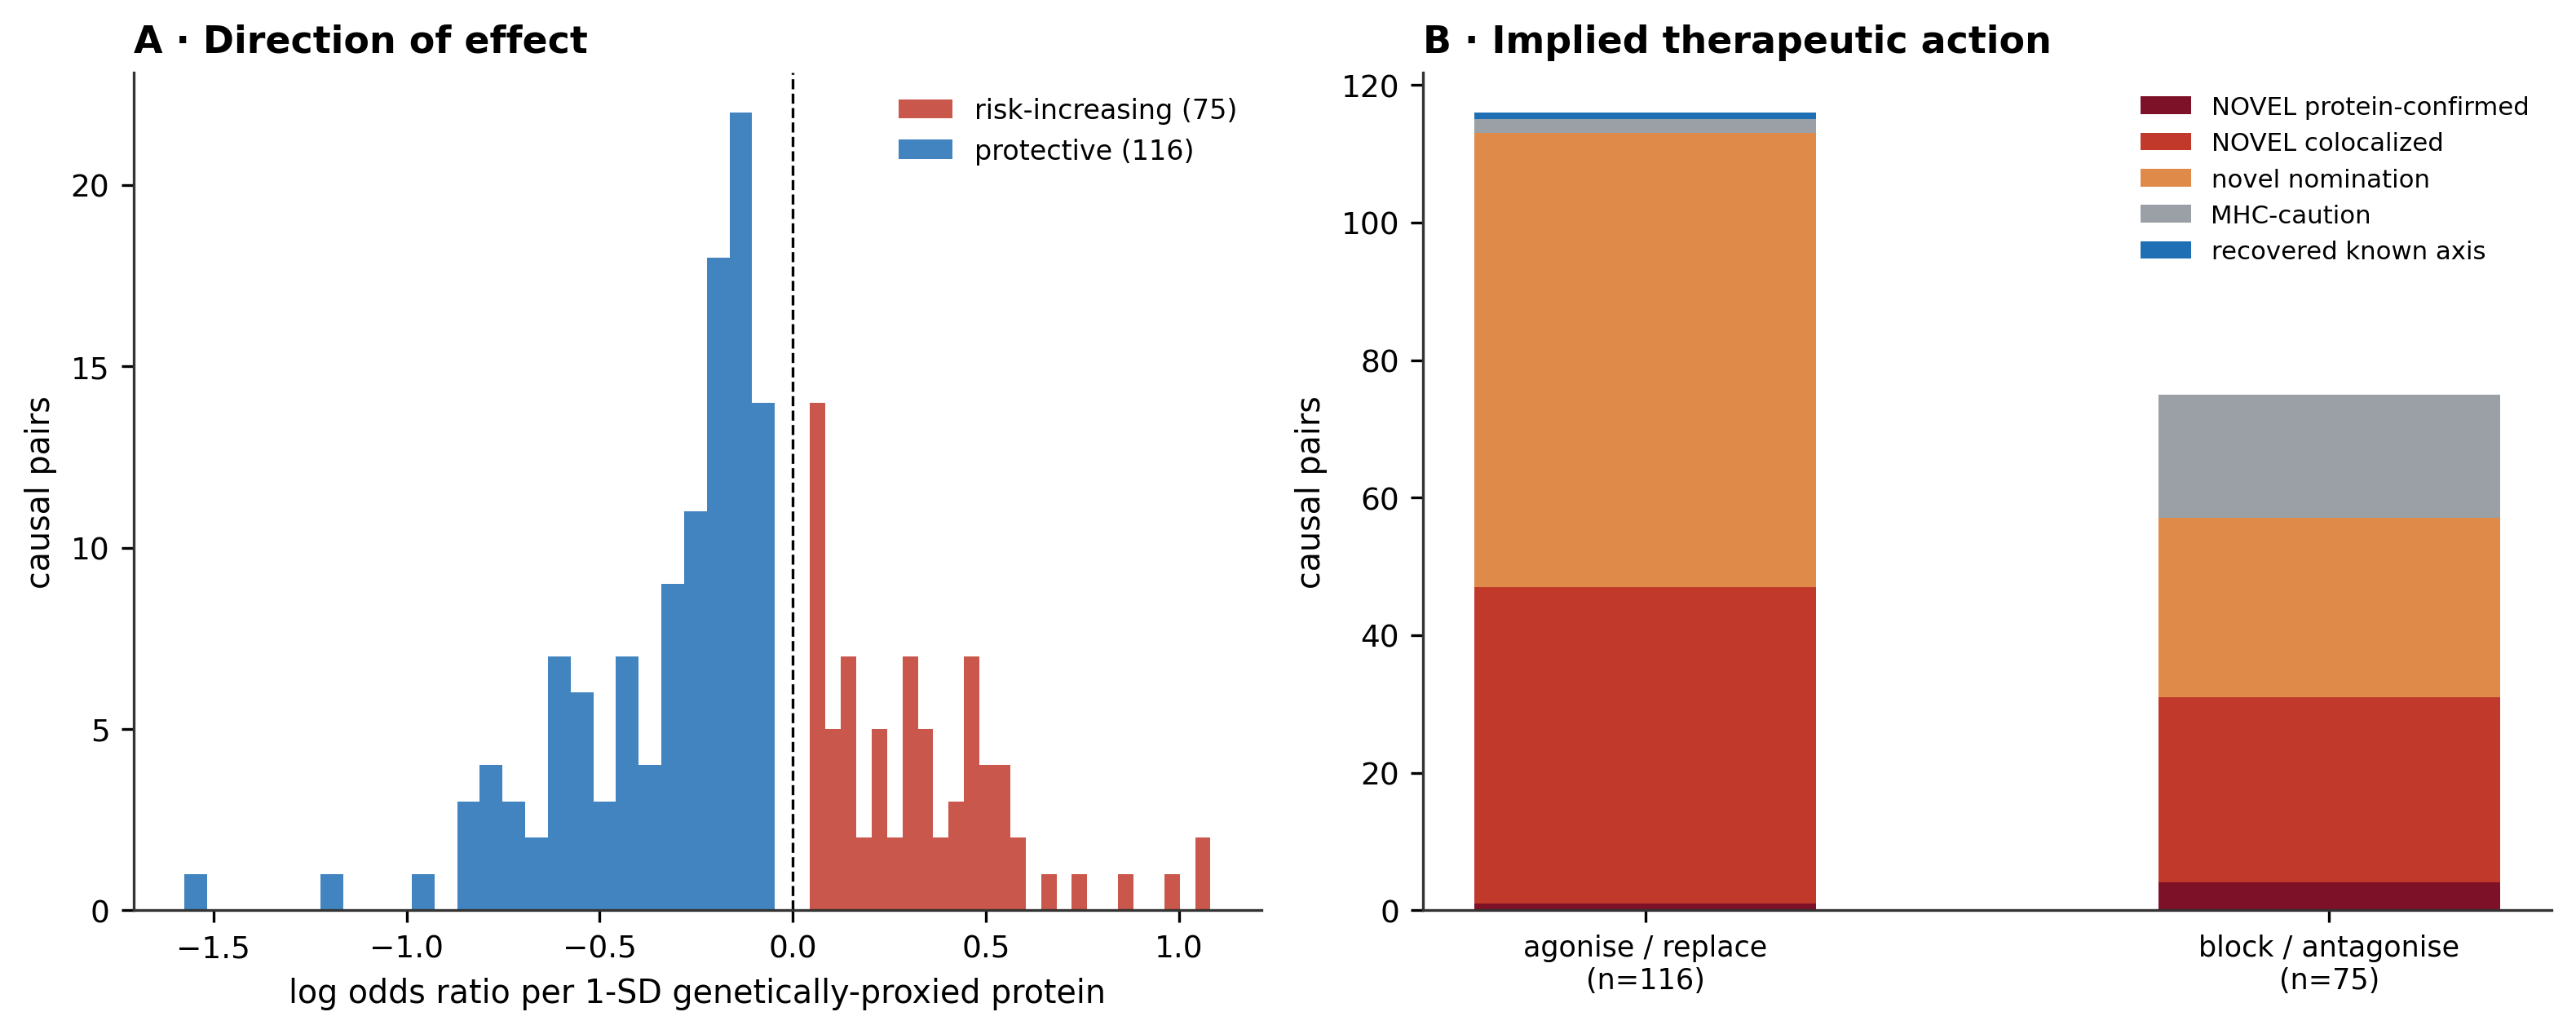 A · Direction of effect
causal pairs
20
15
10
5
0
−1.5
−1.0
−0.5
0.0
0.5
1.0
log odds ratio per 1-SD genetically-proxied protein
risk-increasing (75)
protective (116)
B · Implied therapeutic action
causal pairs
120
100
80
60
40
20
0
agonise / replace
(n=116)
block / antagonise
(n=75)
NOVEL protein-confirmed
NOVEL colocalized
novel nomination
MHC-caution
recovered known axis